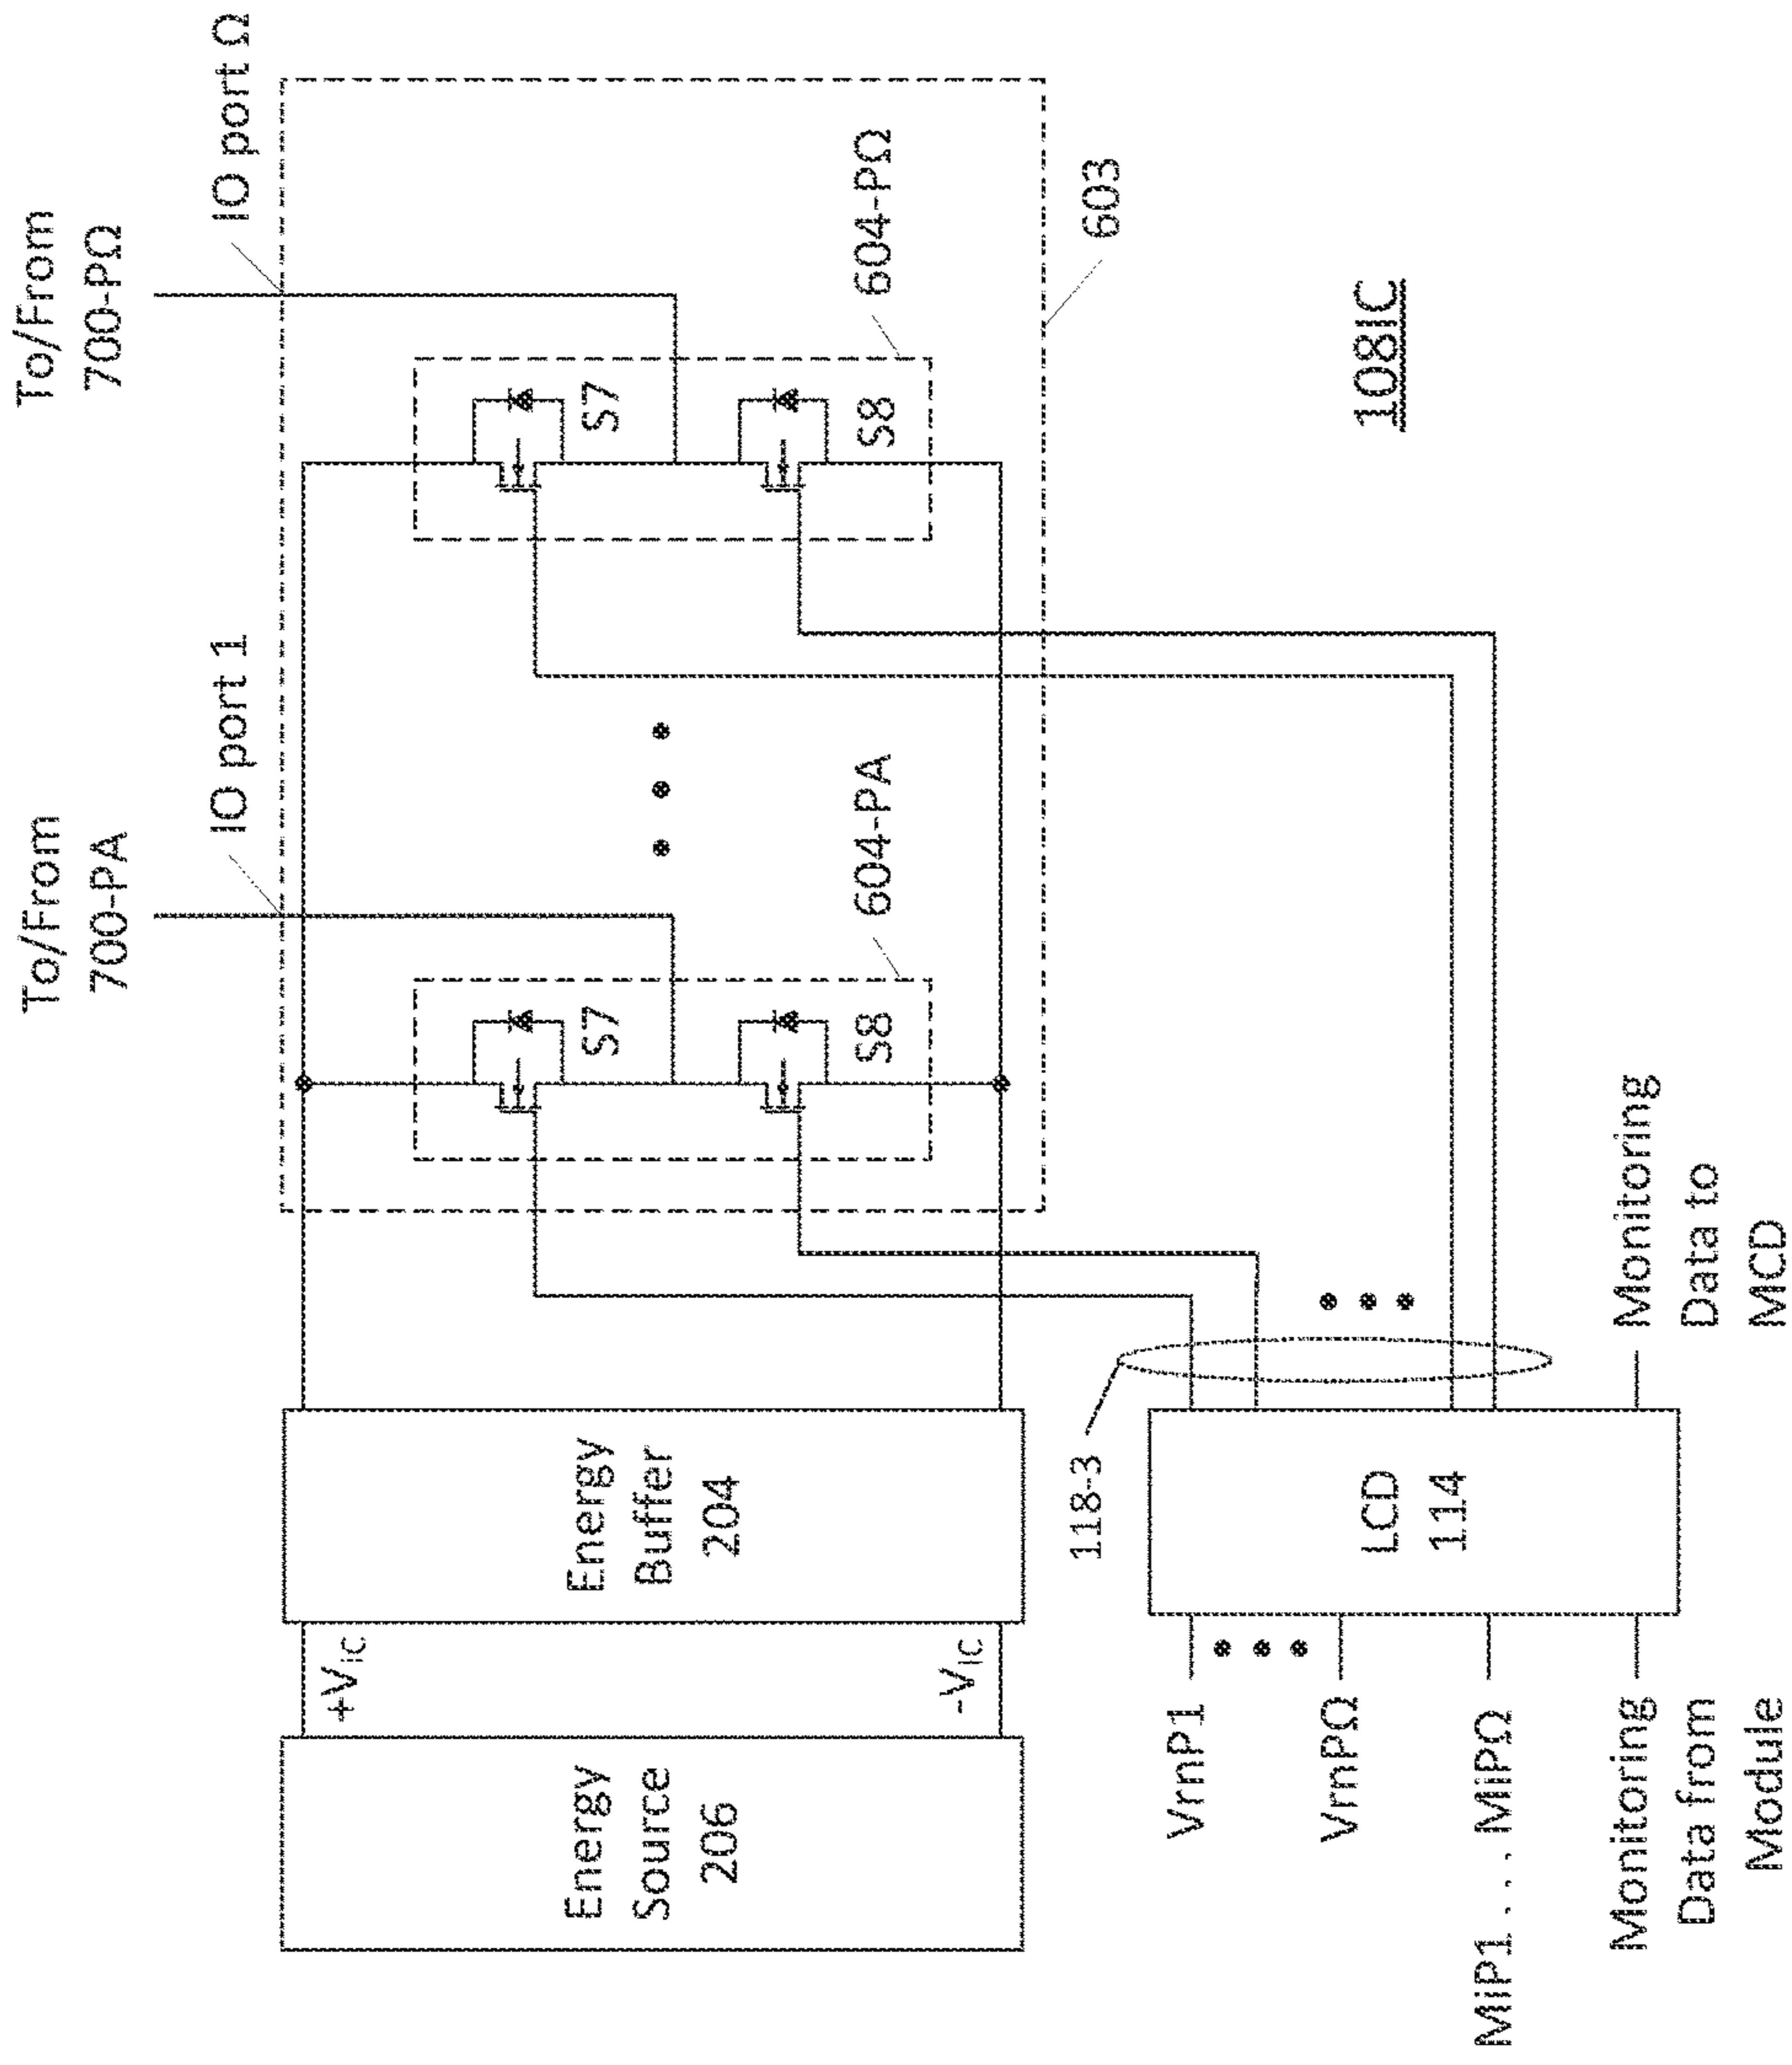 To/From
700-PA
To/From
700-PΩ
IO port 1
IO port Ω
Energy
Source
206
+VIC
-VIC
Energy
Buffer
204
S7
S8
604-PA
S7
S8
604-PΩ
603
118-3
108IC
VrnP1
VrnPΩ
MiP1 . . . MiPΩ
Monitoring
Data from
Module
LCD
114
Monitoring
Data to
MCD